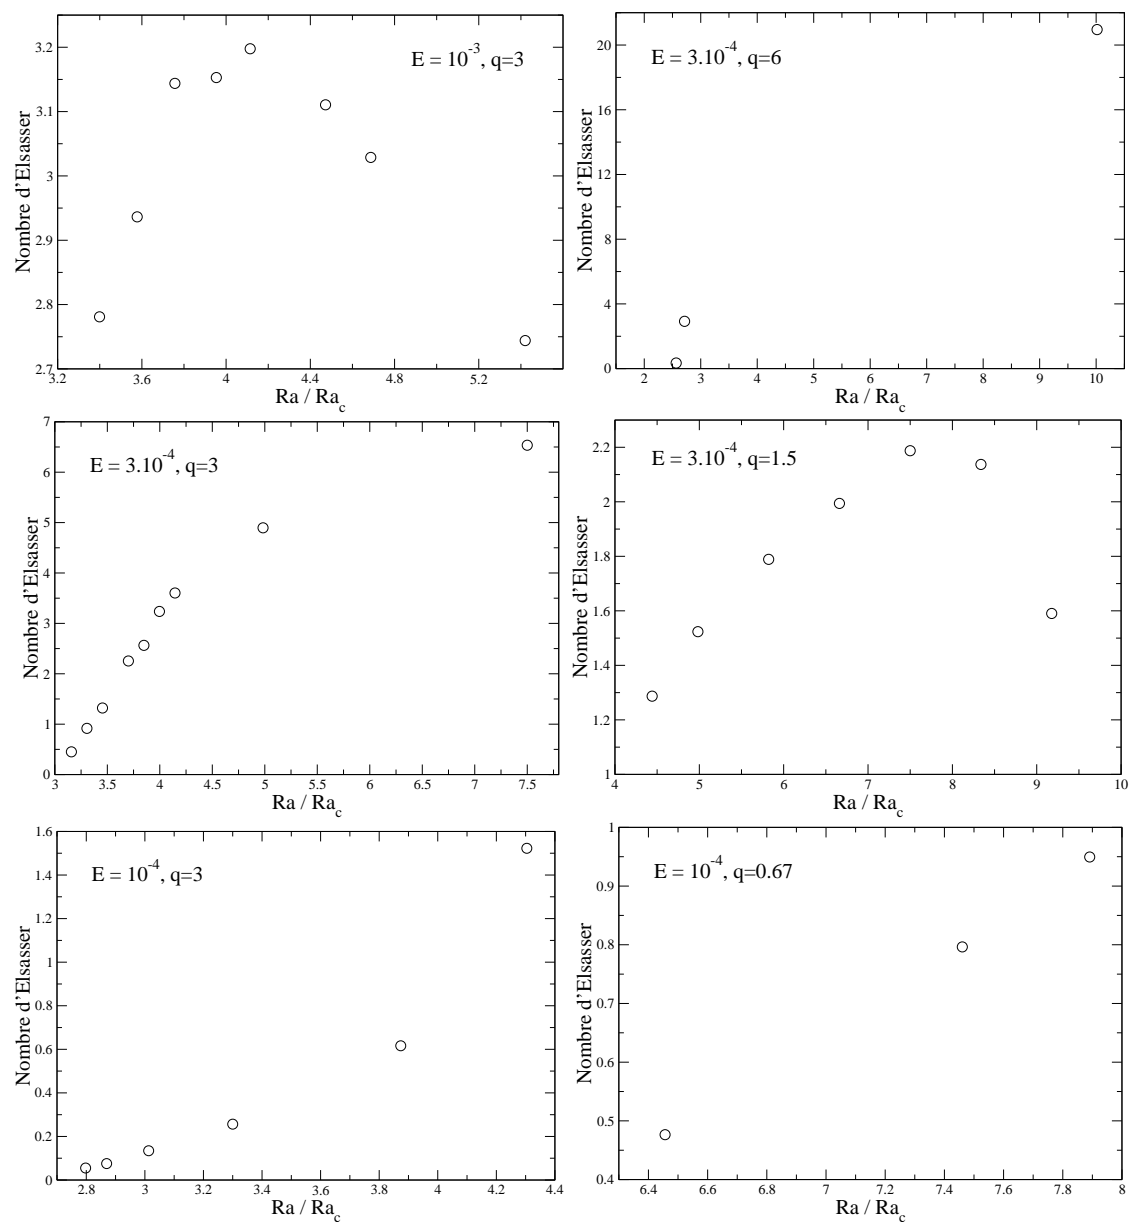 3.2
3.1
3
2.9
2.8
2.7
3.2 3.6 4 4.4 4.8 5.2
Ra / Ra_c
Nombre d'Elsasser
E = 10^-3, q=3
20
16
12
8
4
0
2 3 4 5 6 7 8 9 10
Ra / Ra_c
Nombre d'Elsasser
E = 3.10^-4, q=6
7
6
5
4
3
2
1
0
3 3.5 4 4.5 5 5.5 6 6.5 7 7.5
Ra / Ra_c
Nombre d'Elsasser
E = 3.10^-4, q=3
2.2
2
1.8
1.6
1.4
1.2
1
4 5 6 7 8 9 10
Ra / Ra_c
Nombre d'Elsasser
E = 3.10^-4, q=1.5
1.6
1.4
1.2
1
0.8
0.6
0.4
0.2
0
2.8 3 3.2 3.4 3.6 3.8 4 4.2 4.4
Ra / Ra_c
Nombre d'Elsasser
E = 10^-4, q=3
1
0.9
0.8
0.7
0.6
0.5
0.4
6.4 6.6 6.8 7 7.2 7.4 7.6 7.8 8
Ra / Ra_c
Nombre d'Elsasser
E = 10^-4, q=0.67